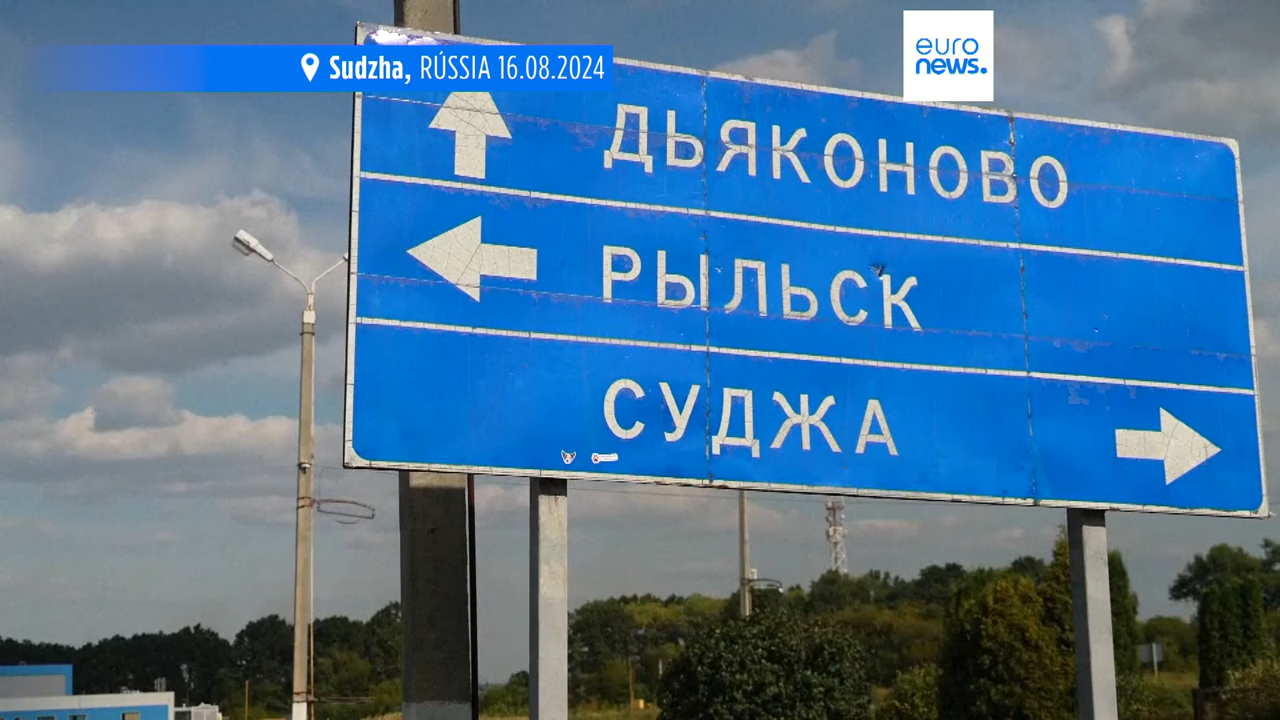 Sudzha, RÚSSIA 16.08.2024
euro
news.
ДЬЯКОНОВО
РЫЛЬСК
СУДЖА